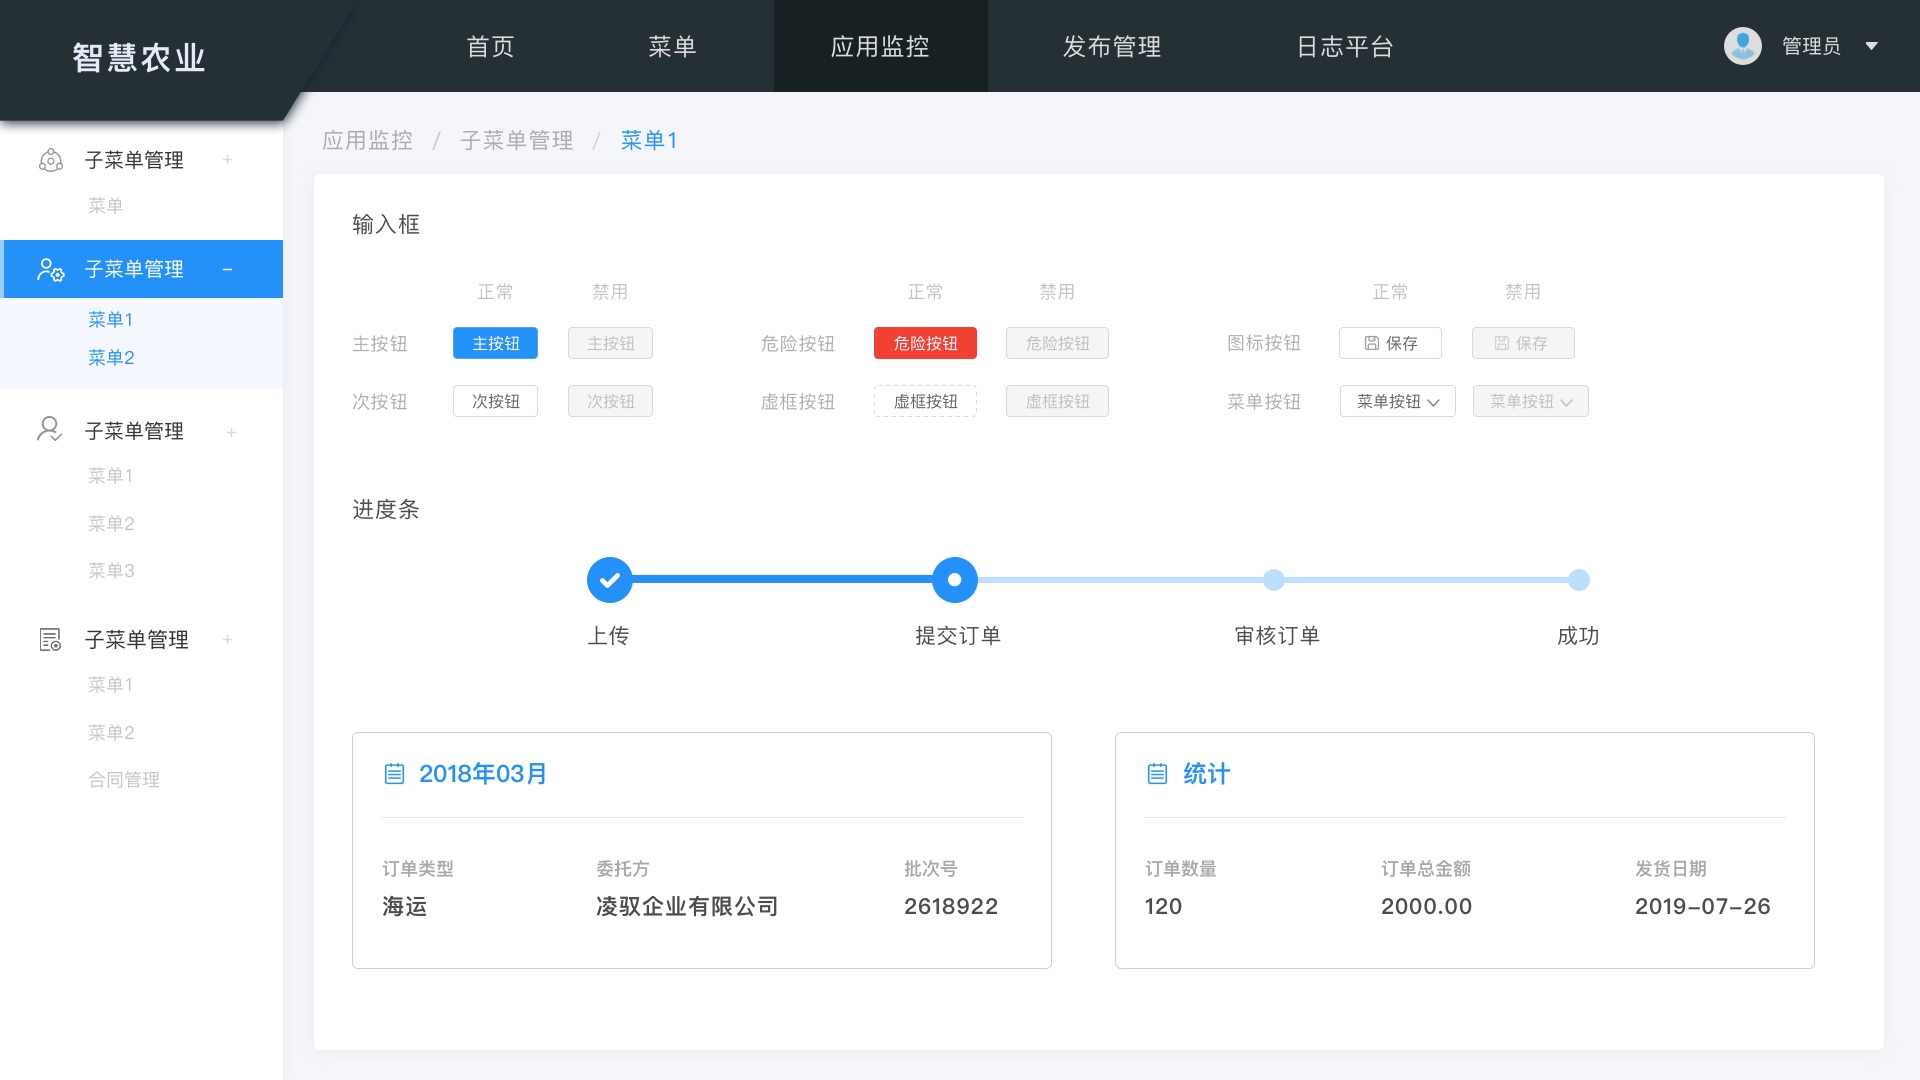 智慧农业
首页 菜单 应用监控 发布管理 日志平台 管理员
应用监控 / 子菜单管理 / 菜单1
子菜单管理 +
菜单
子菜单管理 −
菜单1
菜单2
子菜单管理 +
菜单1
菜单2
菜单3
子菜单管理 +
菜单1
菜单2
合同管理
输入框
正常 禁用 正常 禁用 正常 禁用
主按钮 主按钮 主按钮 危险按钮 危险按钮 危险按钮 图标按钮 保存 保存
次按钮 次按钮 次按钮 虚框按钮 虚框按钮 虚框按钮 菜单按钮 菜单按钮 菜单按钮
进度条
上传 提交订单 审核订单 成功
2018年03月
订单类型 委托方 批次号
海运 凌驭企业有限公司 2618922
统计
订单数量 订单总金额 发货日期
120 2000.00 2019-07-26